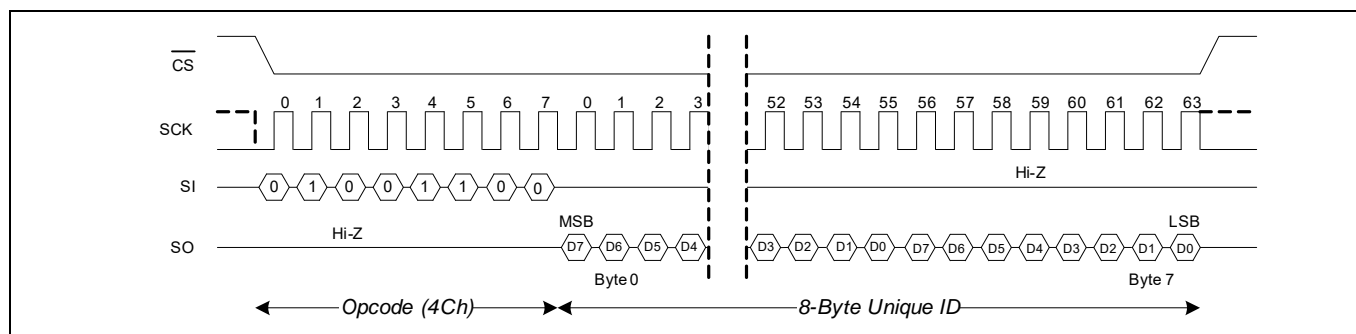 CS
0 1 2 3 4 5 6 7 0 1 2 3 52 53 54 55 56 57 58 59 60 61 62 63
SCK
Hi-Z
SI 0 1 0 0 1 1 0 0
MSB LSB
Hi-Z
SO D7 D6 D5 D4 D3 D2 D1 D0 D7 D6 D5 D4 D3 D2 D1 D0
Byte 0 Byte 7
Opcode (4Ch) 8-Byte Unique ID